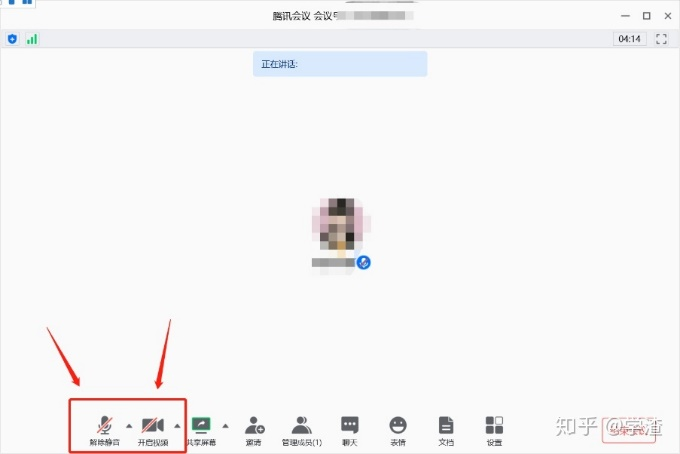 腾讯会议 会议号
04:14
正在讲话:
解除静音
开启视频
共享屏幕
邀请
管理成员(1)
聊天
表情
文档
设置
知乎 @学渣